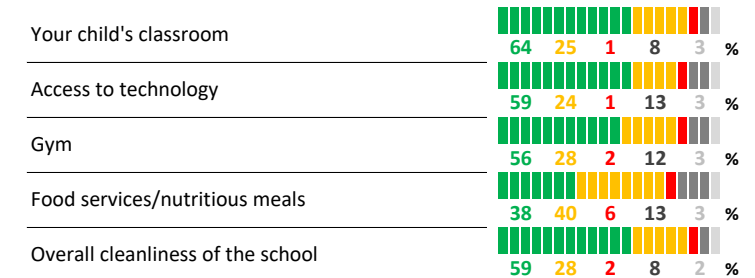 Your child's classroom
64 25 1 8 3 %
Access to technology
59 24 1 13 3 %
Gym
56 28 2 12 3 %
Food services/nutritious meals
38 40 6 13 3 %
Overall cleanliness of the school
59 28 2 8 2 %